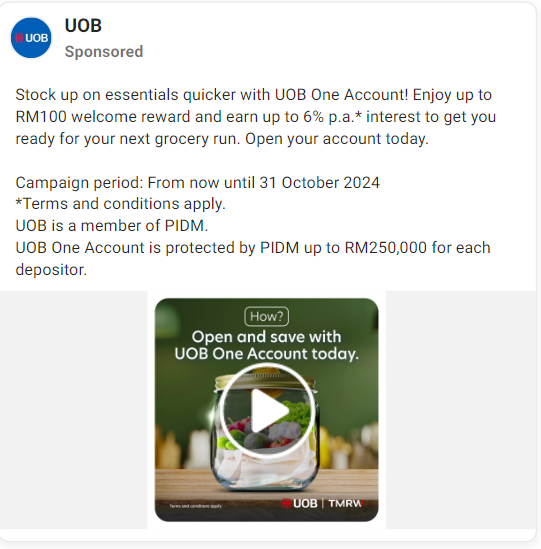 UOB
UOB
Sponsored
Stock up on essentials quicker with UOB One Account! Enjoy up to
RM100 welcome reward and earn up to 6% p.a.* interest to get you
ready for your next grocery run. Open your account today.
Campaign period: From now until 31 October 2024
*Terms and conditions apply.
UOB is a member of PIDM.
UOB One Account is protected by PIDM up to RM250,000 for each
depositor.
How?
Open and save with
UOB One Account today.
Terms and conditions apply.
UOB | TMRW